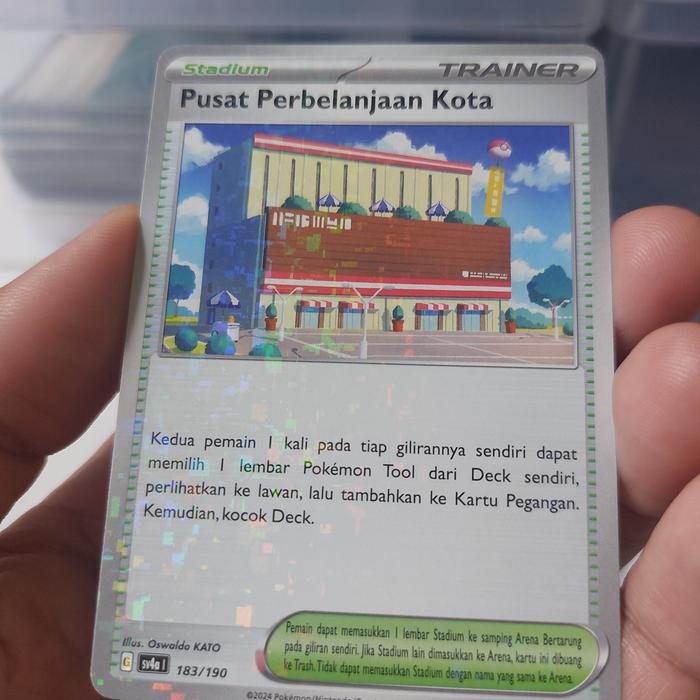 Stadium
TRAINER
Pusat Perbelanjaan Kota
Kedua pemain 1 kali pada tiap gilirannya sendiri dapat
memilih 1 lembar Pokémon Tool dari Deck sendiri,
perlihatkan ke lawan, lalu tambahkan ke Kartu Pegangan.
Kemudian, kocok Deck.
Illus. Oswaldo KATO
G sv4a I 183/190
Pemain dapat memasukkan 1 lembar Stadium ke samping Arena Bertarung
pada giliran sendiri. Jika Stadium lain dimasukkan ke Arena, kartu ini dibuang
ke Trash. Tidak dapat memasukkan Stadium dengan nama yang sama ke Arena.
©2024 Pokémon/Nintendo